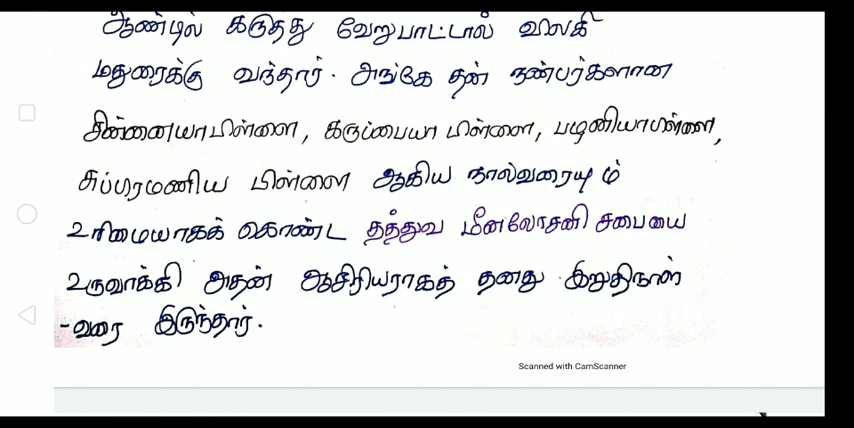 ஆண்டில் கருத்து வேறுபாட்டால் விலகி
மதுரைக்கு வந்தார். அங்கே தன் நண்பர்களான
சின்னையாபிள்ளை, கருப்பையா பிள்ளை, பழனியாபிள்ளை,
சுப்பிரமணிய பிள்ளை ஆகிய நால்வரையும்
உரிமையாகக் கொண்ட தத்துவ மீனலோசனி சபையை
உருவாக்கி அதன் ஆசிரியராகத் தனது இறுதிநாள்
-வரை இருந்தார்.
Scanned with CamScanner